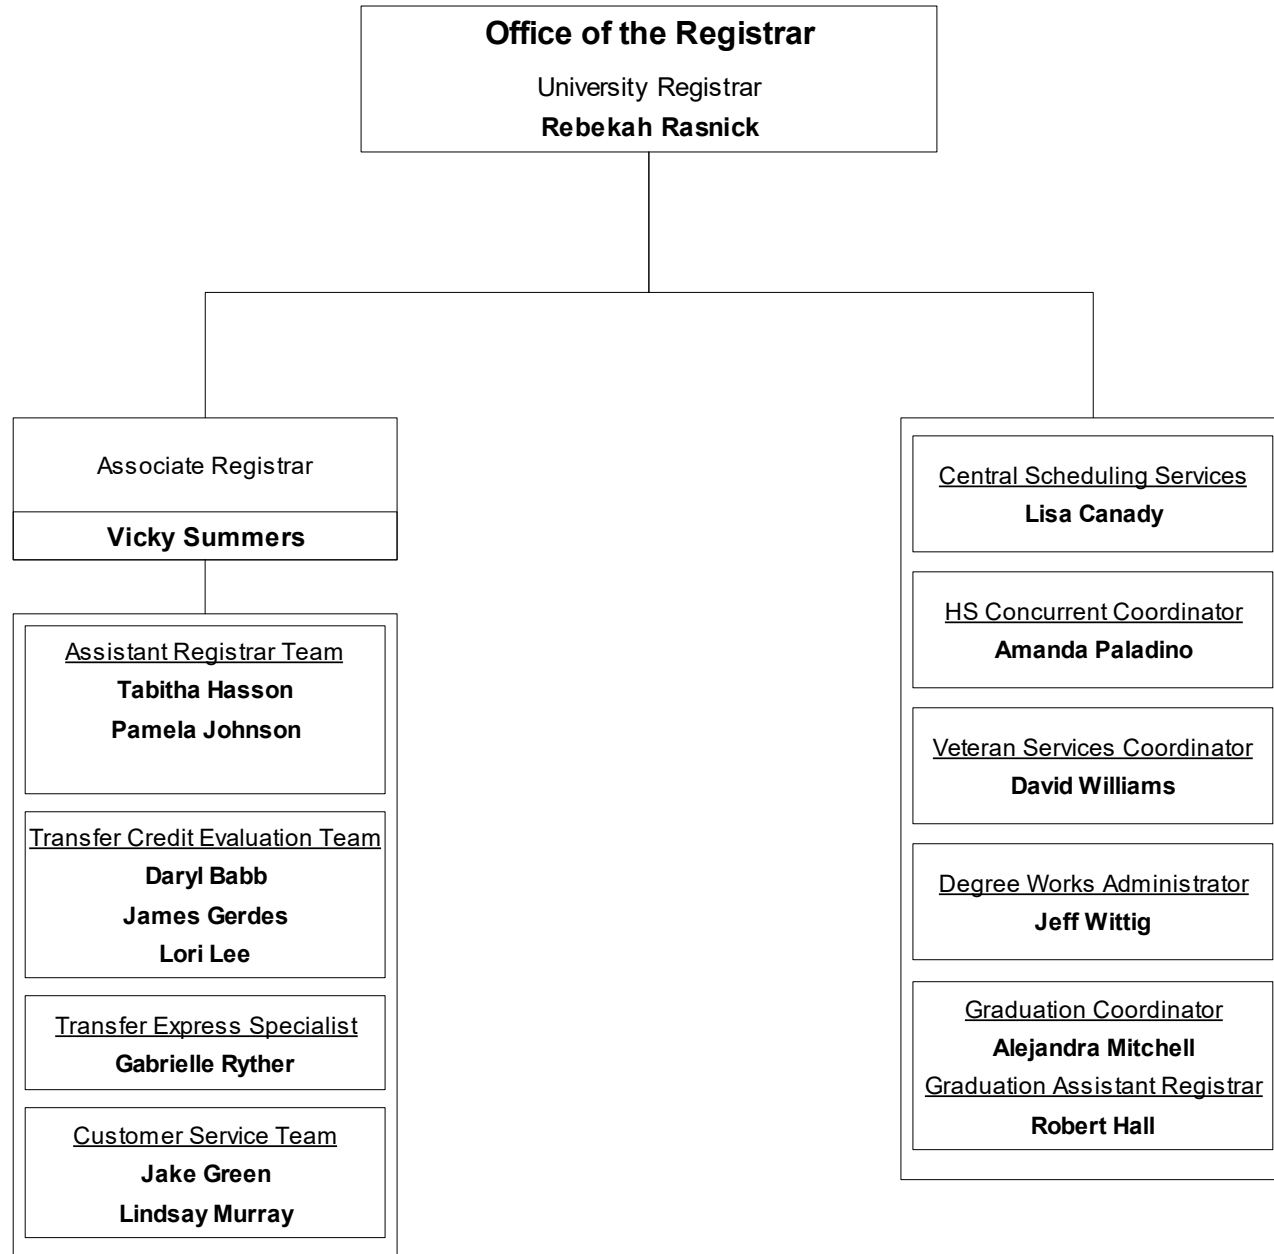 Office of the Registrar
University Registrar
Rebekah Rasnick
Associate Registrar
Vicky Summers
Assistant Registrar Team
Tabitha Hasson
Pamela Johnson
Transfer Credit Evaluation Team
Daryl Babb
James Gerdes
Lori Lee
Transfer Express Specialist
Gabrielle Ryther
Customer Service Team
Jake Green
Lindsay Murray
Central Scheduling Services
Lisa Canady
HS Concurrent Coordinator
Amanda Paladino
Veteran Services Coordinator
David Williams
Degree Works Administrator
Jeff Wittig
Graduation Coordinator
Alejandra Mitchell
Graduation Assistant Registrar
Robert Hall